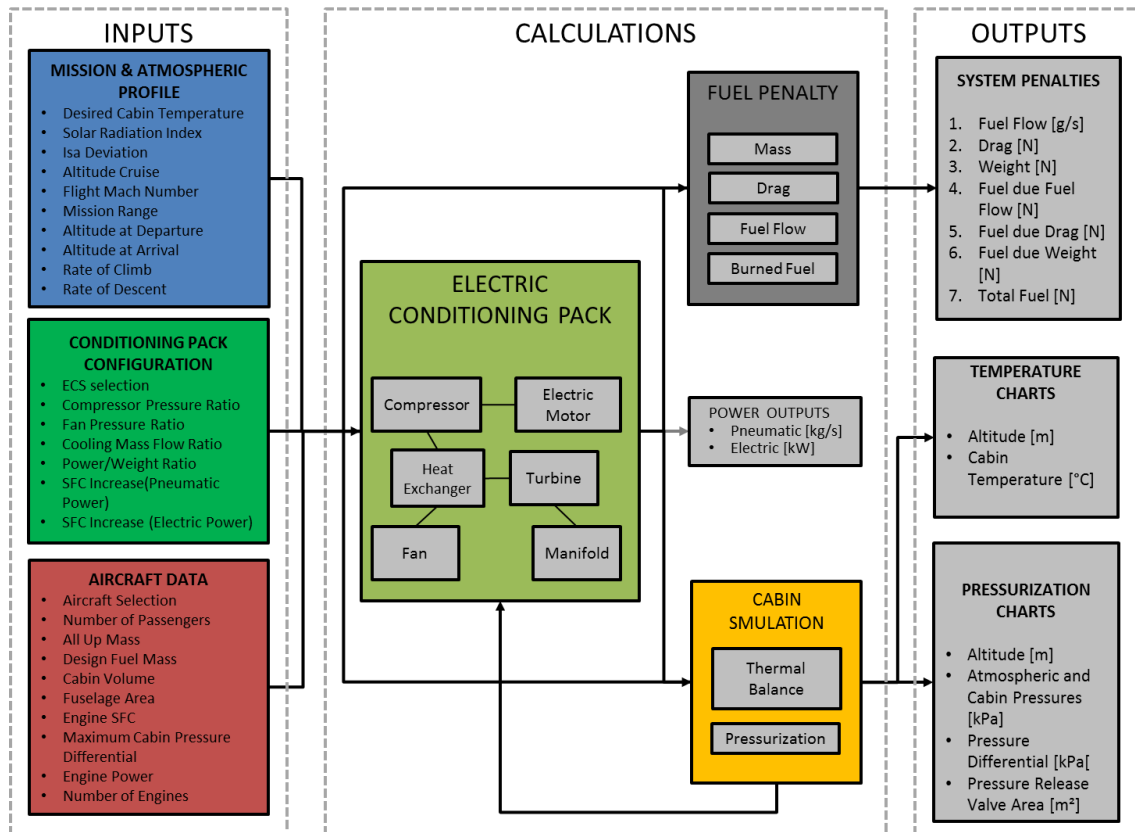 INPUTS
MISSION & ATMOSPHERIC
PROFILE
• Desired Cabin Temperature
• Solar Radiation Index
• Isa Deviation
• Altitude Cruise
• Flight Mach Number
• Mission Range
• Altitude at Departure
• Altitude at Arrival
• Rate of Climb
• Rate of Descent
CONDITIONING PACK
CONFIGURATION
• ECS selection
• Compressor Pressure Ratio
• Fan Pressure Ratio
• Cooling Mass Flow Ratio
• Power/Weight Ratio
• SFC Increase(Pneumatic
Power)
• SFC Increase (Electric Power)
AIRCRAFT DATA
• Aircraft Selection
• Number of Passengers
• All Up Mass
• Design Fuel Mass
• Cabin Volume
• Fuselage Area
• Engine SFC
• Maximum Cabin Pressure
Differential
• Engine Power
• Number of Engines
CALCULATIONS
FUEL PENALTY
Mass
Drag
Fuel Flow
Burned Fuel
ELECTRIC
CONDITIONING PACK
Compressor
Electric
Motor
Heat
Exchanger
Turbine
Fan
Manifold
POWER OUTPUTS
• Pneumatic [kg/s]
• Electric [kW]
CABIN
SMULATION
Thermal
Balance
Pressurization
OUTPUTS
SYSTEM PENALTIES
1. Fuel Flow [g/s]
2. Drag [N]
3. Weight [N]
4. Fuel due Fuel
Flow [N]
5. Fuel due Drag [N]
6. Fuel due Weight
[N]
7. Total Fuel [N]
TEMPERATURE
CHARTS
• Altitude [m]
• Cabin
Temperature [°C]
PRESSURIZATION
CHARTS
• Altitude [m]
• Atmospheric and
Cabin Pressures
[kPa]
• Pressure
Differential [kPa[
• Pressure Release
Valve Area [m²]